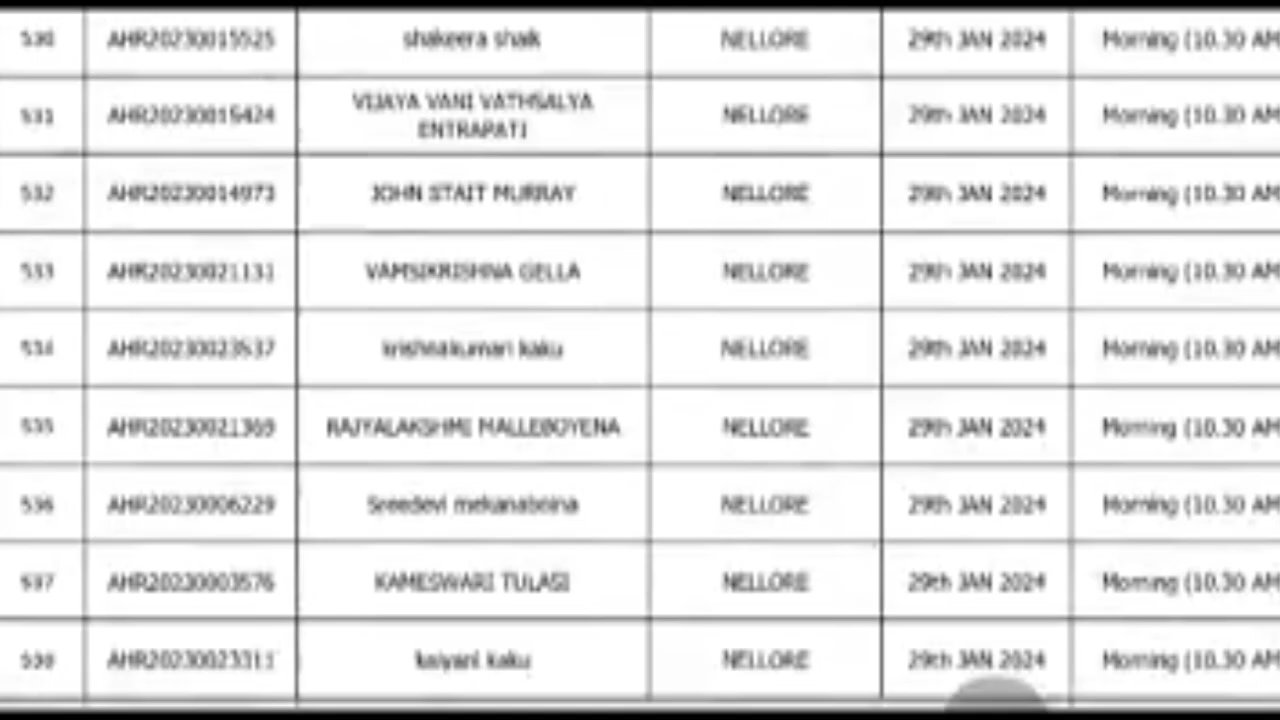 530 AHR20230015525 shakeera shaik NELLORE 29th JAN 2024 Morning (10.30 AM
531 AHR20230015424 VIJAYA VANI VATHSALYA NELLORE 29th JAN 2024 Morning (10.30 AM
ENTRAPATI
532 AHR20230014973 JOHN STAIT MURRAY NELLORE 29th JAN 2024 Morning (10.30 AM
533 AHR20230021131 VAMSIKRISHNA GELLA NELLORE 29th JAN 2024 Morning (10.30 AM
534 AHR20230023537 krishnakumari kaku NELLORE 29th JAN 2024 Morning (10.30 AM
535 AHR20230021369 RAJYALAKSHMI MALLEBOYENA NELLORE 29th JAN 2024 Morning (10.30 AM
536 AHR20230006229 Sreedevi mekanaboina NELLORE 29th JAN 2024 Morning (10.30 AM
537 AHR20230003576 KAMESWARI TULASI NELLORE 29th JAN 2024 Morning (10.30 AM
538 AHR20230023311 kaku NELLORE 29th JAN 2024 Morning (10.30 AM